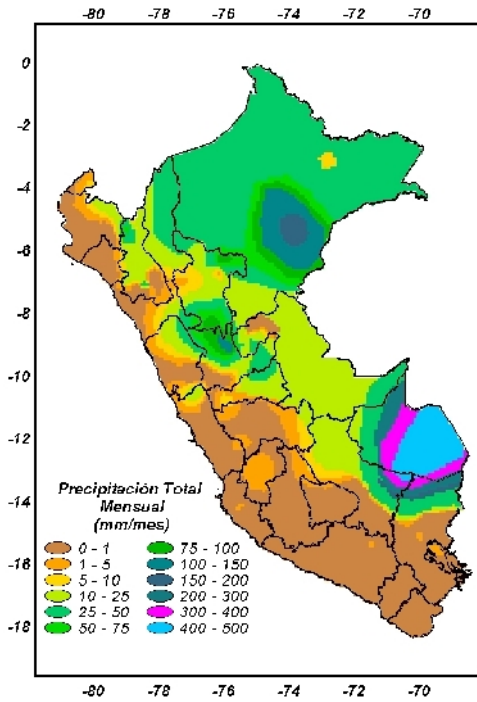 -80 -78 -76 -74 -72 -70
0
-2
-4
-6
-8
-10
-12
-14
-16
-18
Precipitación Total
Mensual
(mm/mes)
0 - 1 75 - 100
1 - 5 100 - 150
5 - 10 150 - 200
10 - 25 200 - 300
25 - 50 300 - 400
50 - 75 400 - 500
-80 -78 -76 -74 -72 -70